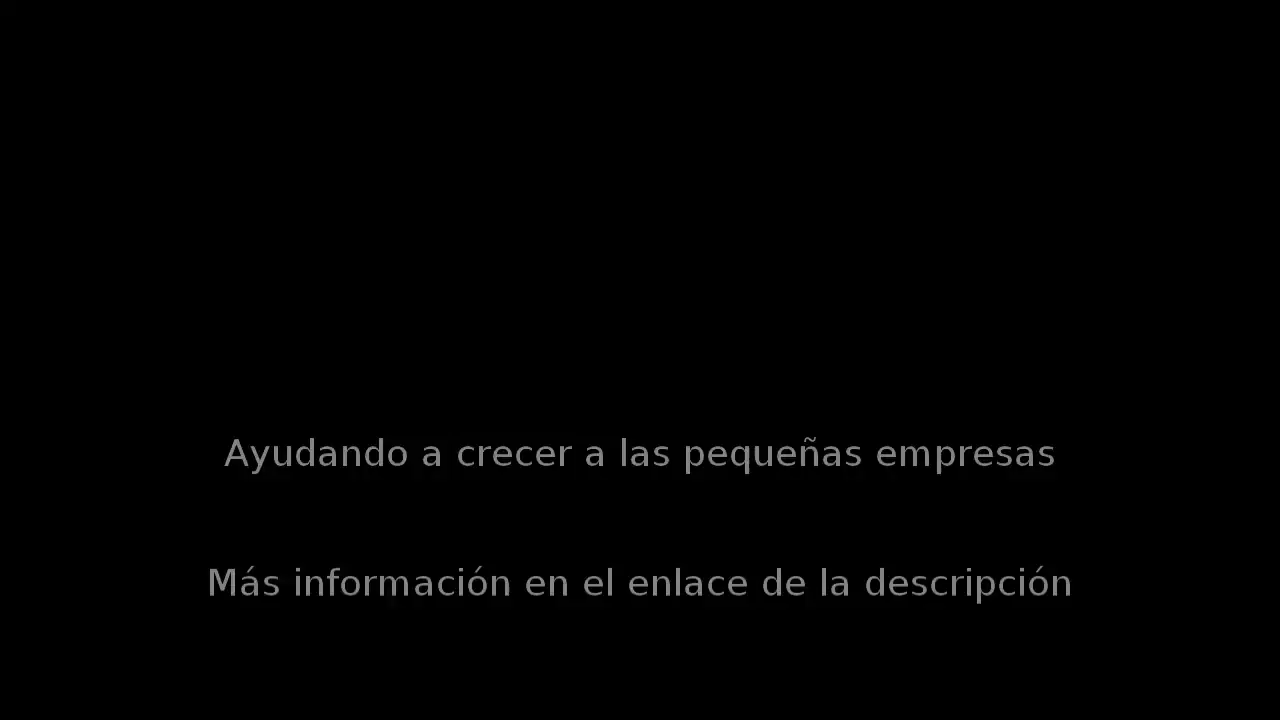 Ayudando a crecer a las pequeñas empresas
Más información en el enlace de la descripción